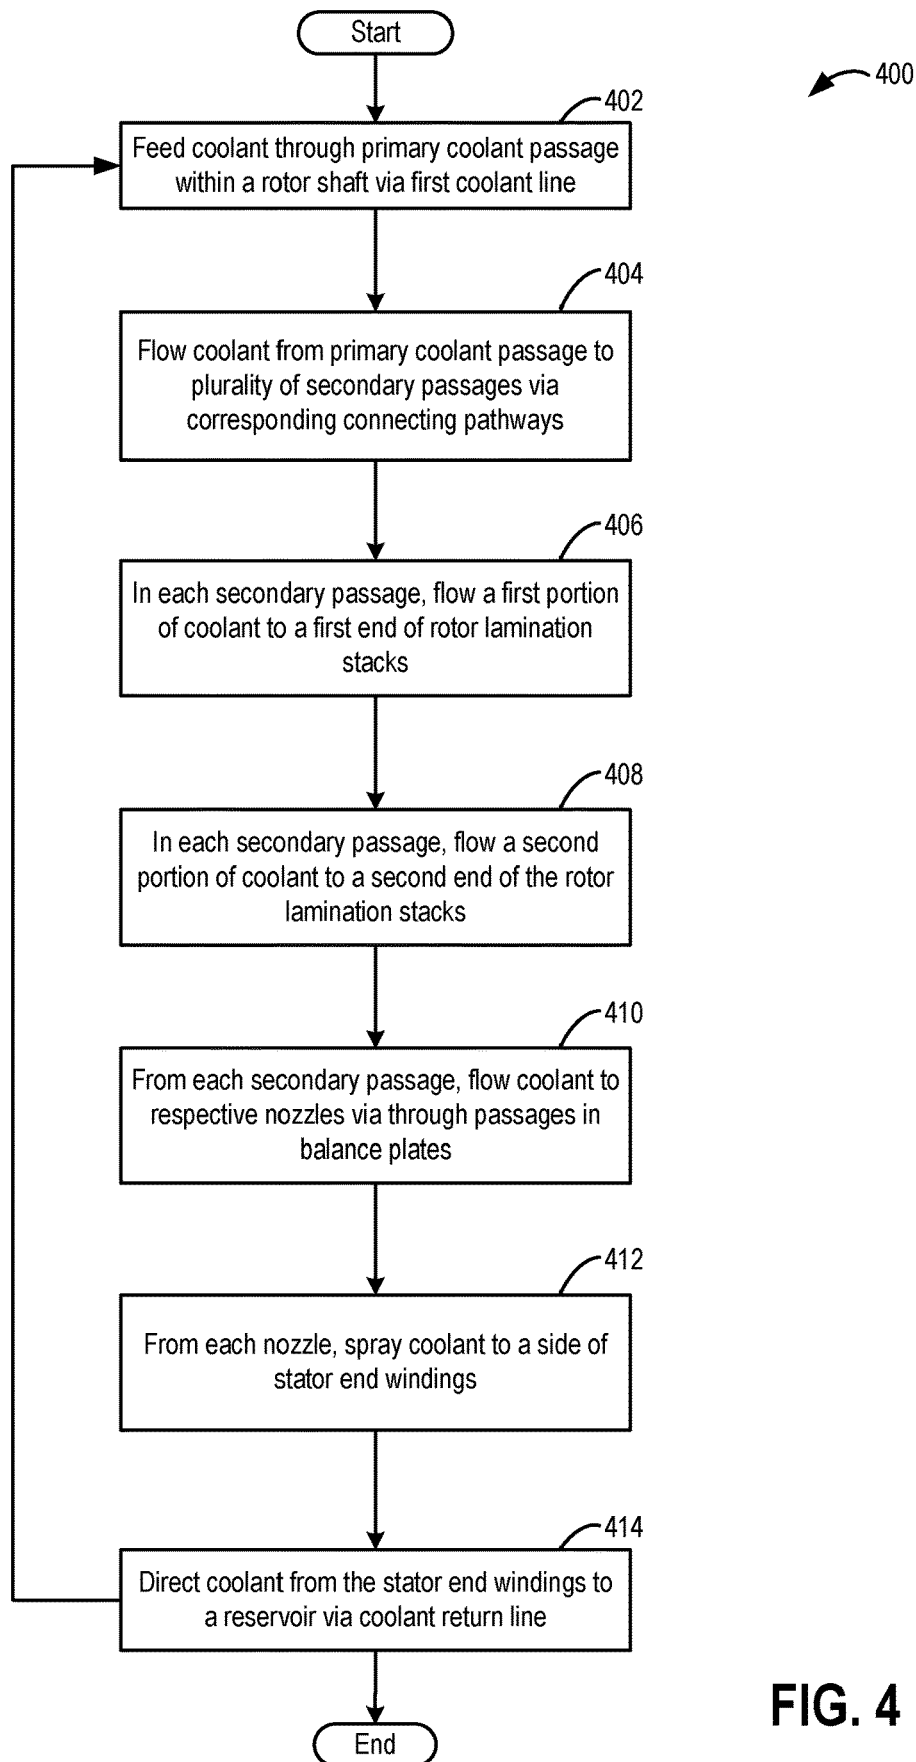 Start
400
402
Feed coolant through primary coolant passage
within a rotor shaft via first coolant line
404
Flow coolant from primary coolant passage to
plurality of secondary passages via
corresponding connecting pathways
406
In each secondary passage, flow a first portion
of coolant to a first end of rotor lamination
stacks
408
In each secondary passage, flow a second
portion of coolant to a second end of the rotor
lamination stacks
410
From each secondary passage, flow coolant to
respective nozzles via through passages in
balance plates
412
From each nozzle, spray coolant to a side of
stator end windings
414
Direct coolant from the stator end windings to
a reservoir via coolant return line
End
FIG. 4